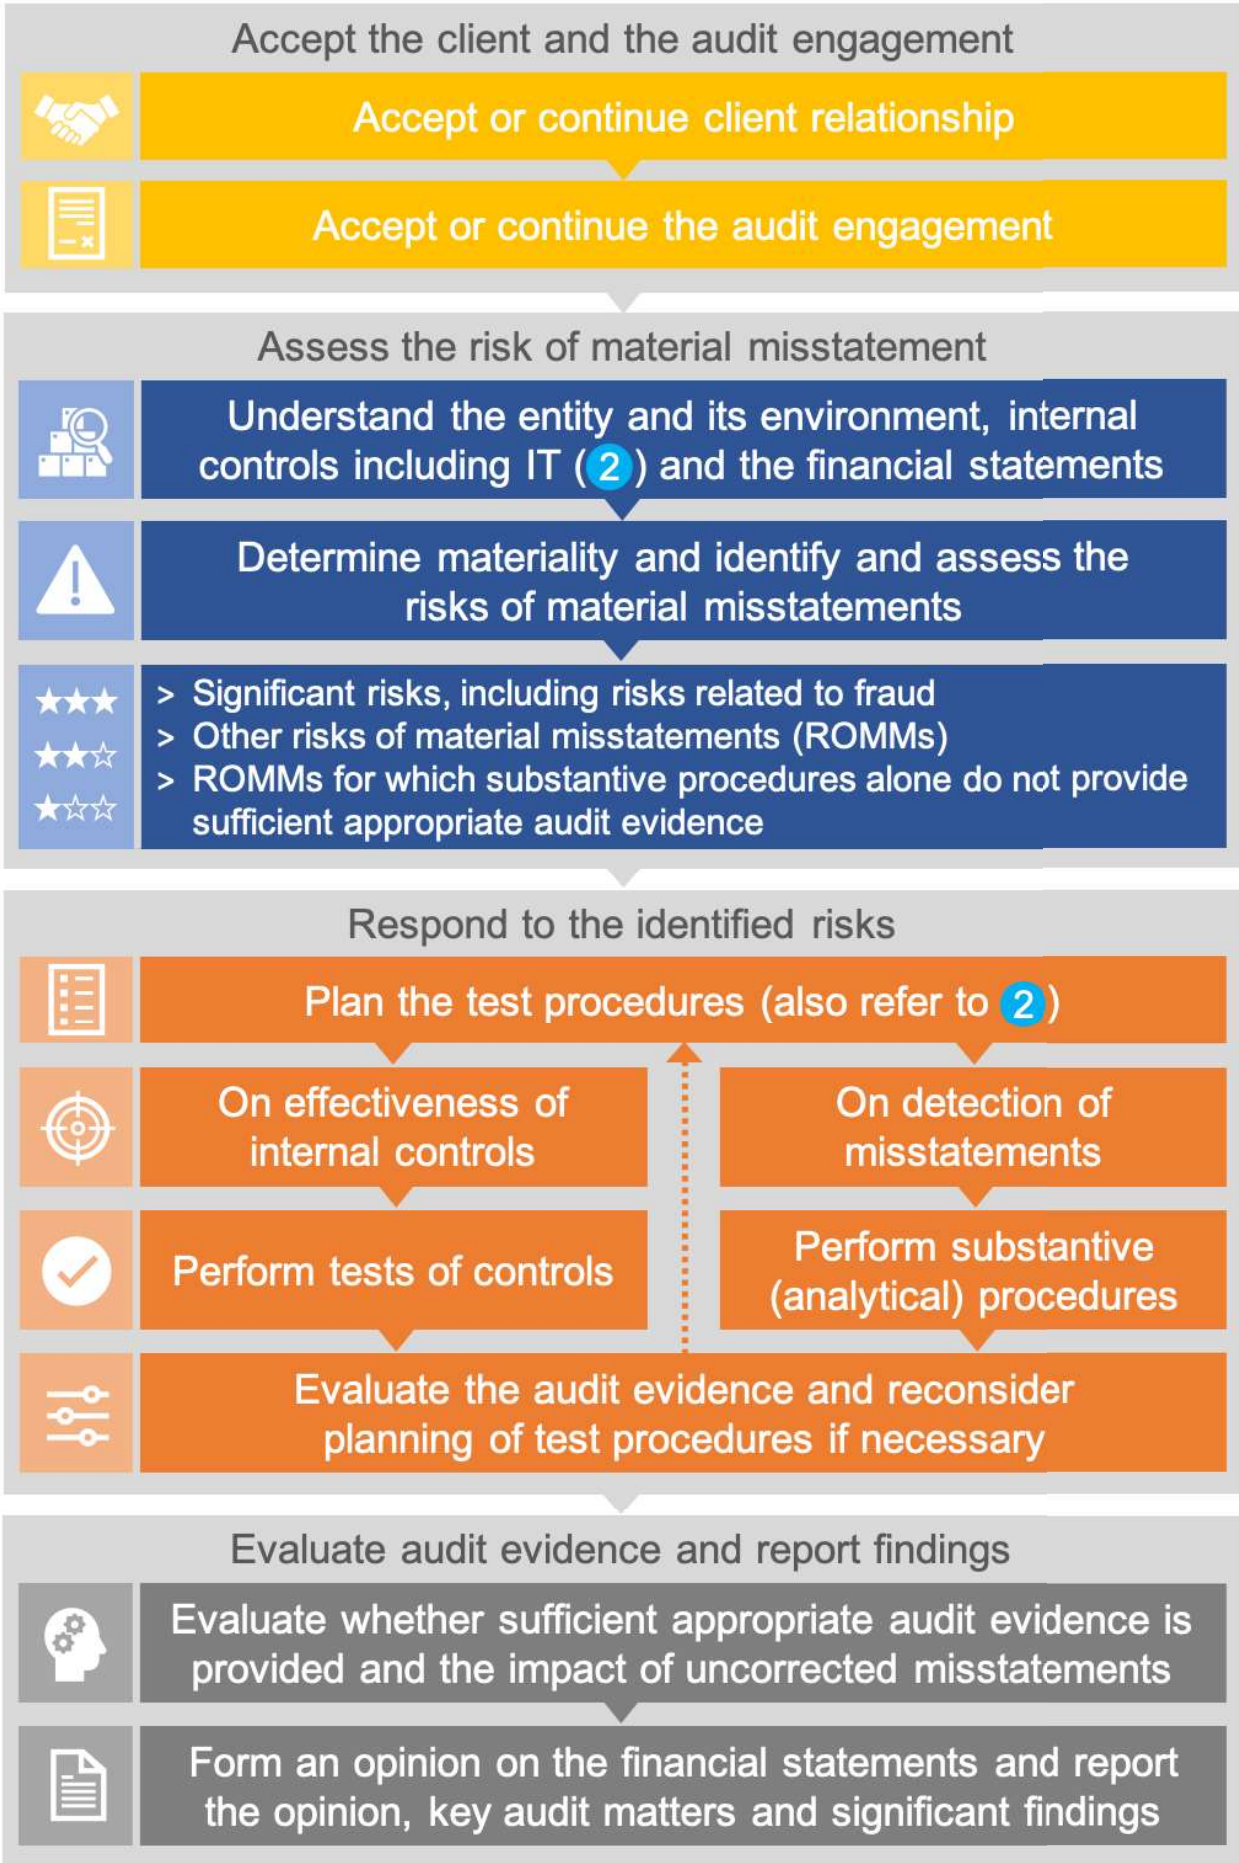 Accept the client and the audit engagement
Accept or continue client relationship
Accept or continue the audit engagement
Assess the risk of material misstatement
Understand the entity and its environment, internal
controls including IT (2) and the financial statements
Determine materiality and identify and assess the
risks of material misstatements
> Significant risks, including risks related to fraud
> Other risks of material misstatements (ROMMs)
> ROMMs for which substantive procedures alone do not provide
sufficient appropriate audit evidence
Respond to the identified risks
Plan the test procedures (also refer to 2)
On effectiveness of
internal controls
On detection of
misstatements
Perform tests of controls
Perform substantive
(analytical) procedures
Evaluate the audit evidence and reconsider
planning of test procedures if necessary
Evaluate audit evidence and report findings
Evaluate whether sufficient appropriate audit evidence is
provided and the impact of uncorrected misstatements
Form an opinion on the financial statements and report
the opinion, key audit matters and significant findings